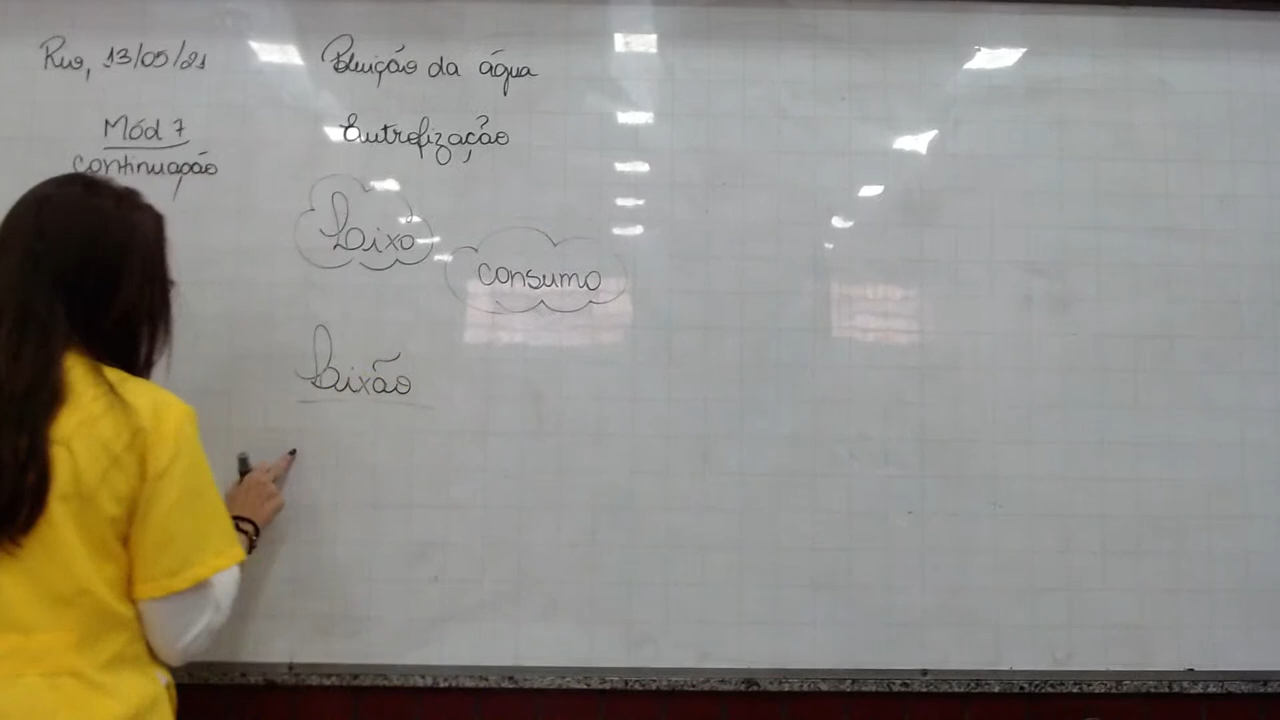 Rio, 13/05/21
Mód 7
continuação
Poluição da água
Eutrofização
Lixo
consumo
Lixão